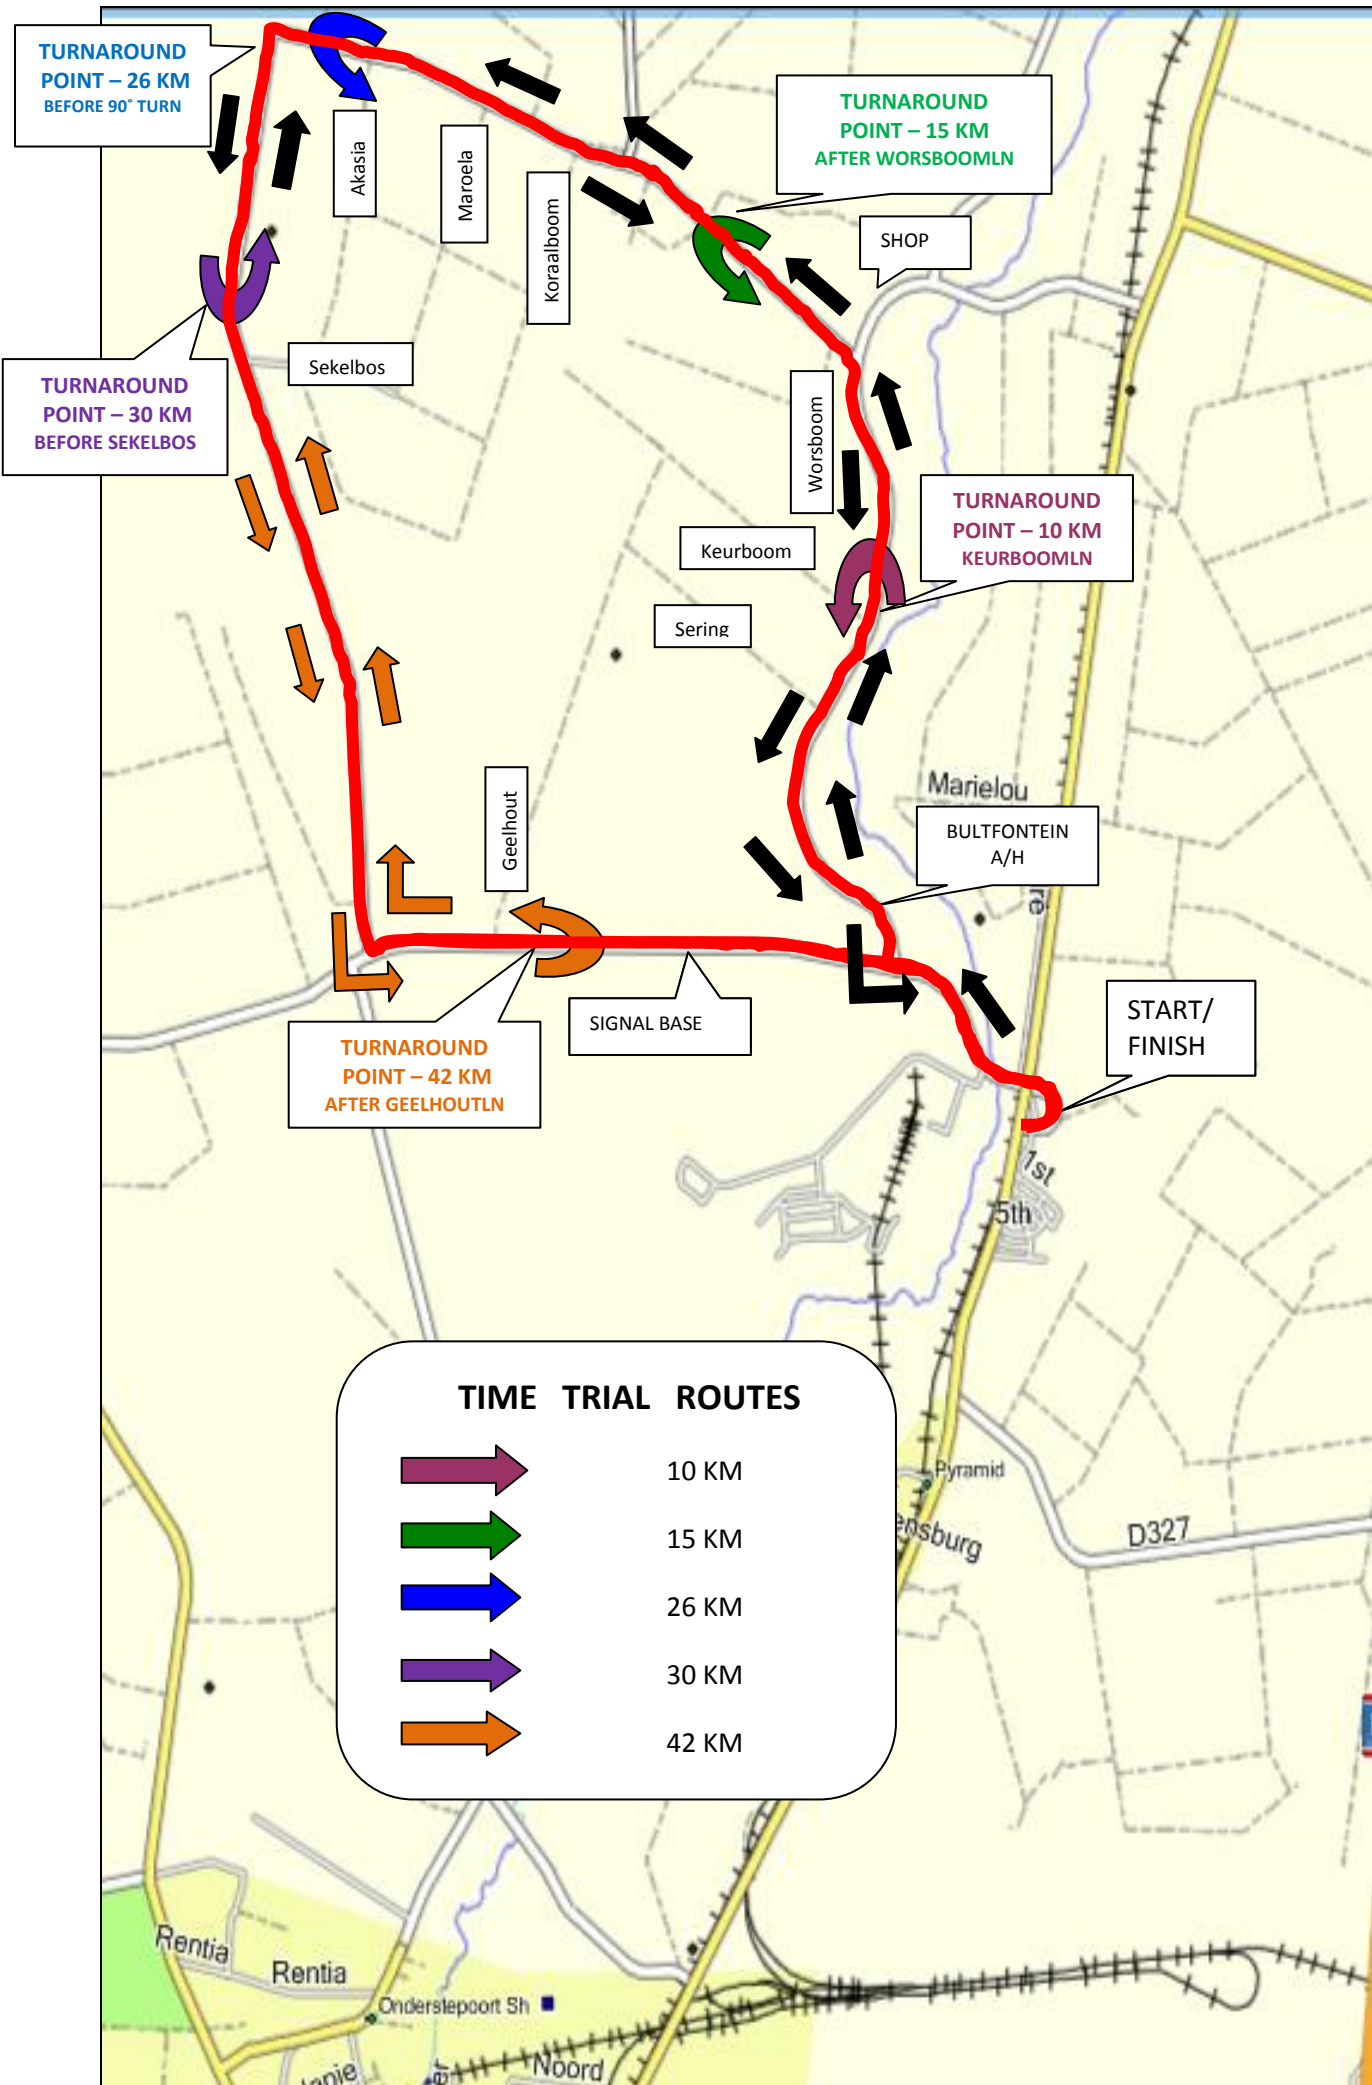 TURNAROUND
POINT – 26 KM
BEFORE 90˚ TURN
TURNAROUND
POINT – 15 KM
AFTER WORSBOOMLN
Akasia
Maroela
Koraalboom
SHOP
Sekelbos
TURNAROUND
POINT – 30 KM
BEFORE SEKELBOS
Worsboom
TURNAROUND
POINT – 10 KM
KEURBOOMLN
Keurboom
Sering
Marielou
Geelhout
BULTFONTEIN
A/H
re
SIGNAL BASE
START/
FINISH
TURNAROUND
POINT – 42 KM
AFTER GEELHOUTLN
1st
5th
TIME TRIAL ROUTES
10 KM
15 KM
26 KM
30 KM
42 KM
Pyramid
ensburg
D327
Rentia
Rentia
Onderstepoort Sh
Noord